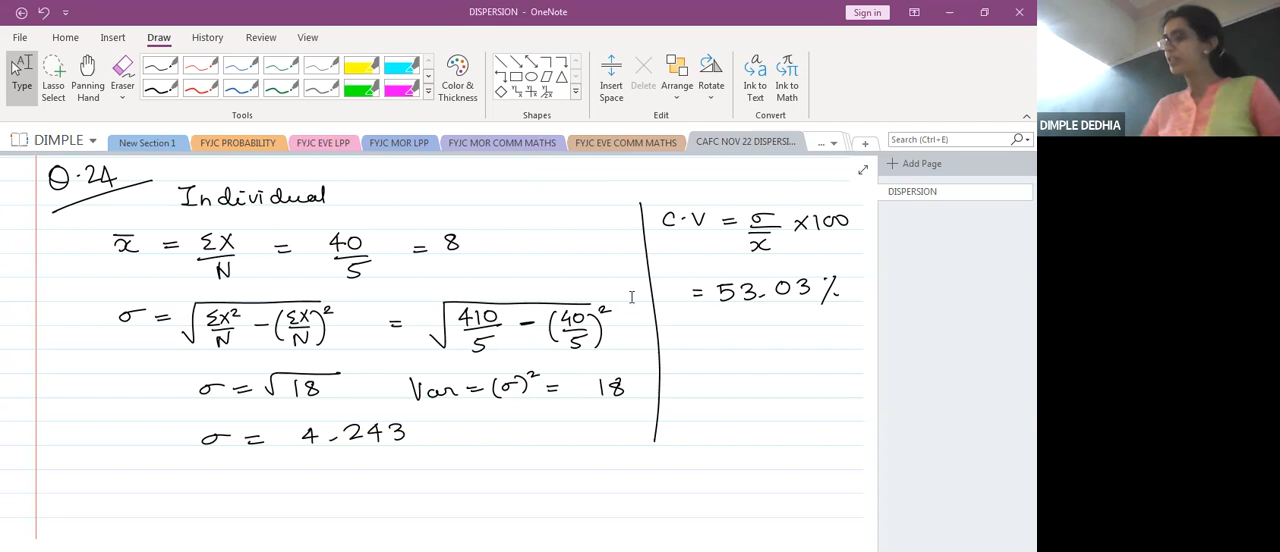 DISPERSION - OneNote
Sign in
File Home Insert Draw History Review View
Type
Lasso Select
Panning Hand
Eraser
Color & Thickness
Insert Space
Delete
Arrange
Rotate
Ink to Text
Ink to Math
Tools
Shapes
Edit
Convert
DIMPLE
New Section 1
FYJC PROBABILITY
FYJC EVE LPP
FYJC MOR LPP
FYJC MOR COMM MATHS
FYJC EVE COMM MATHS
CAFC NOV 22 DISPERSI...
Search (Ctrl+E)
DIMPLE DEDHIA
Add Page
DISPERSION
Q.24
Individual
x̄ = ΣX/N = 40/5 = 8
σ = √(ΣX²/N - (ΣX/N)²) = √(410/5 - (40/5)²)
σ = √18 Var = (σ)² = 18
σ = 4.243
C.V = σ/x̄ × 100
= 53.03%